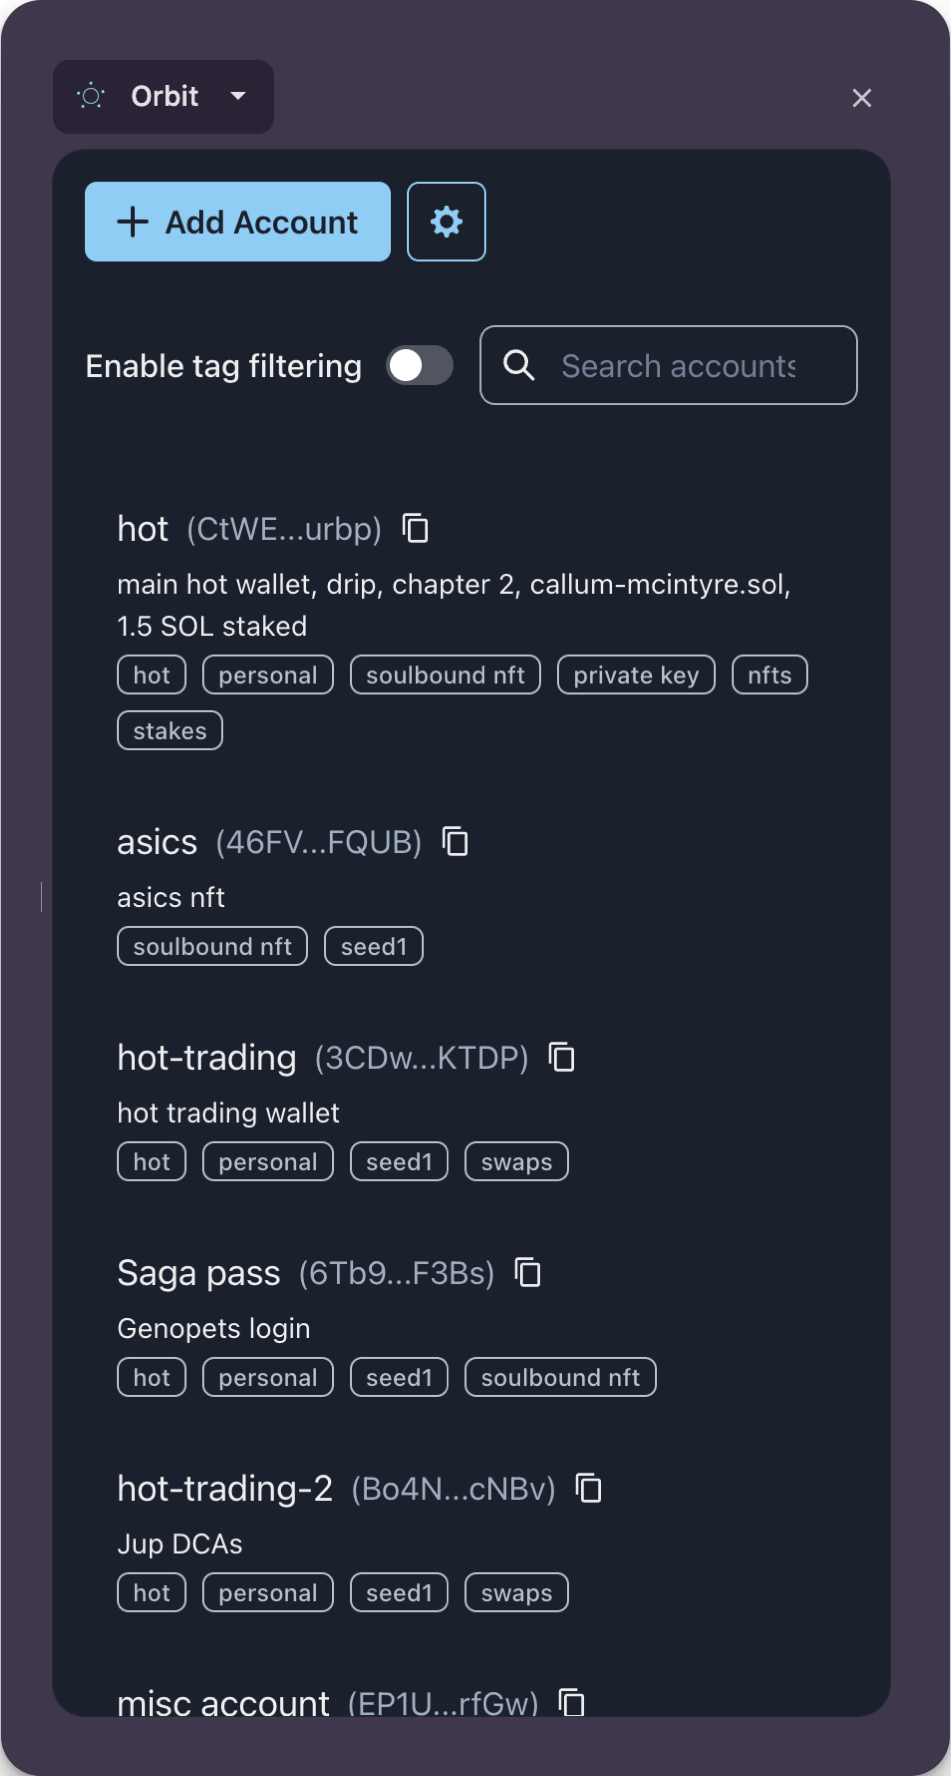 Orbit
Add Account
Enable tag filtering
Search accounts
hot (CtWE...urbp)
main hot wallet, drip, chapter 2, callum-mcintyre.sol,
1.5 SOL staked
hot personal soulbound nft private key nfts
stakes
asics (46FV...FQUB)
asics nft
soulbound nft seed1
hot-trading (3CDw...KTDP)
hot trading wallet
hot personal seed1 swaps
Saga pass (6Tb9...F3Bs)
Genopets login
hot personal seed1 soulbound nft
hot-trading-2 (Bo4N...cNBv)
Jup DCAs
hot personal seed1 swaps
misc account (EP1U...rfGw)